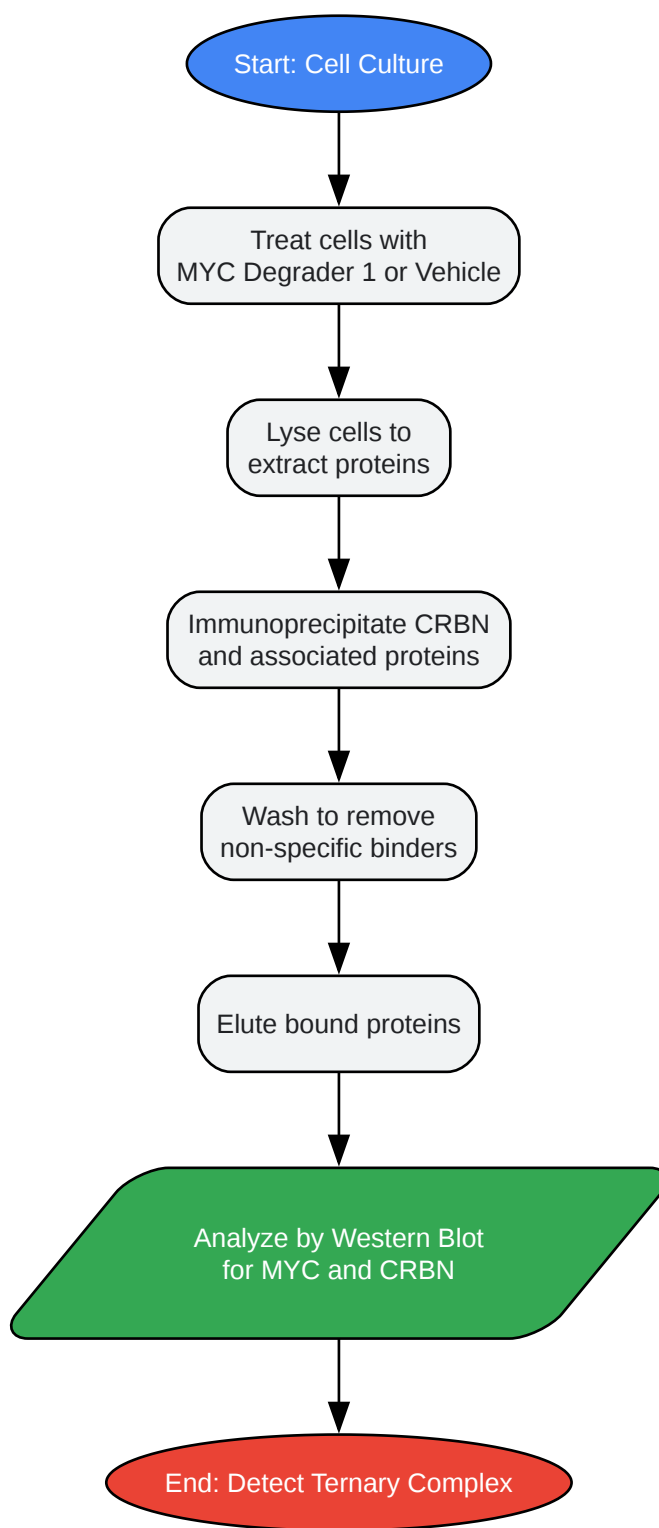 Start: Cell Culture
Treat cells with
MYC Degrader 1 or Vehicle
Lyse cells to
extract proteins
Immunoprecipitate CRBN
and associated proteins
Wash to remove
non-specific binders
Elute bound proteins
Analyze by Western Blot
for MYC and CRBN
End: Detect Ternary Complex